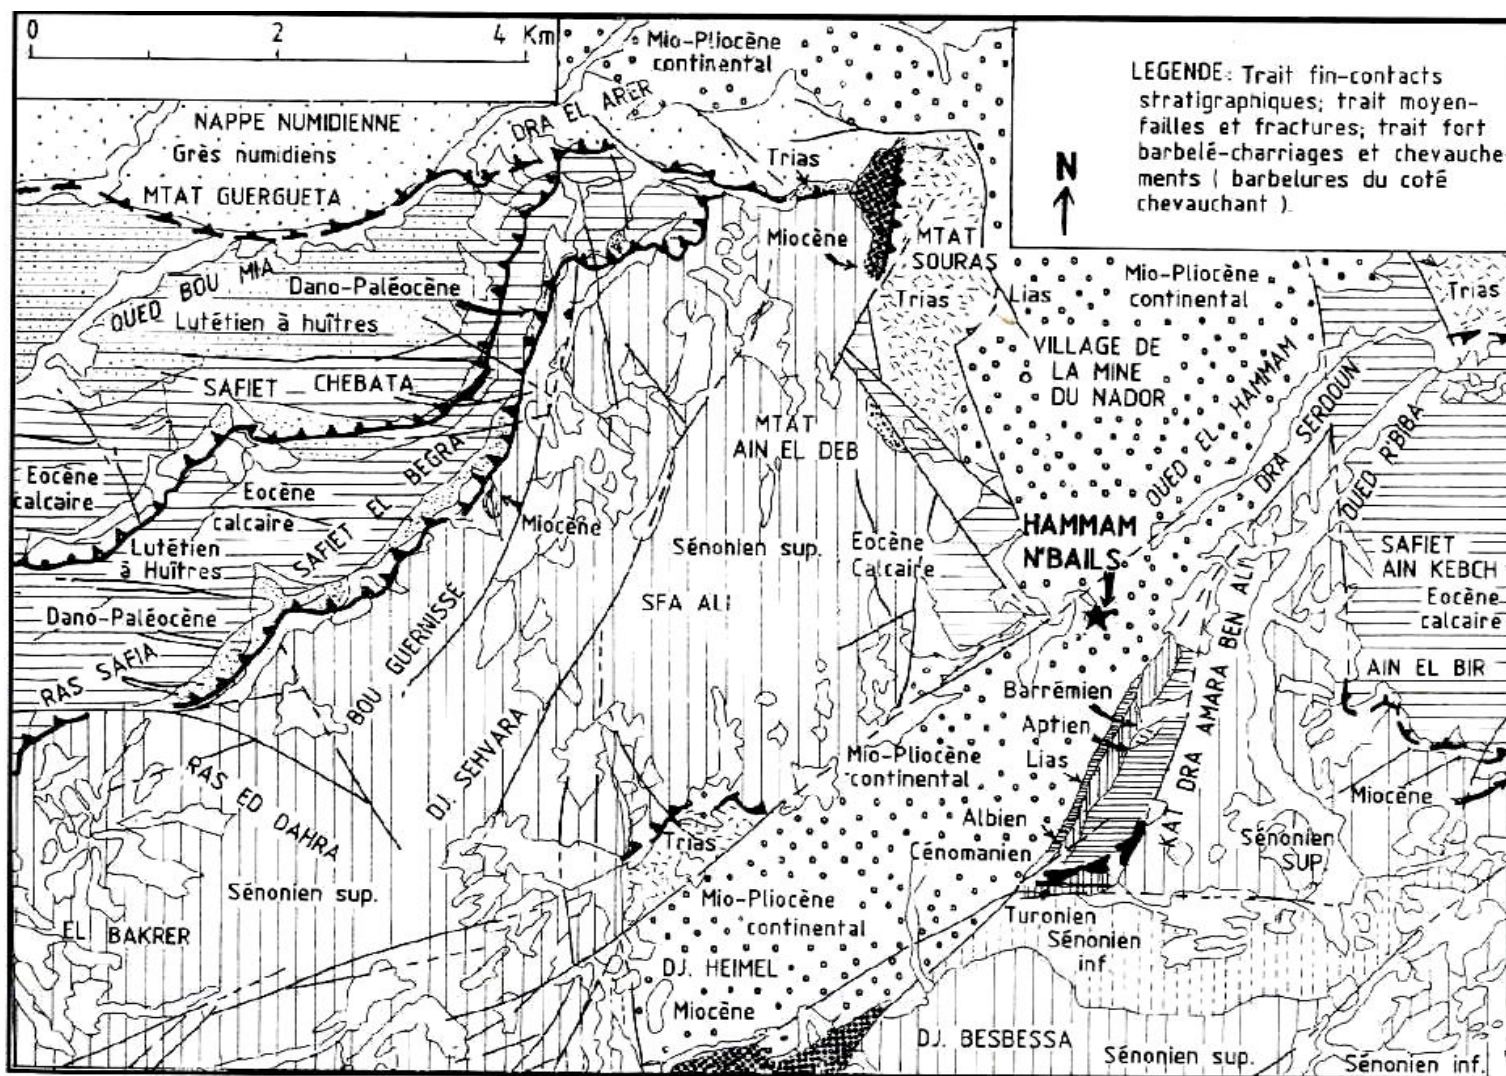 0 2 4 Km
Mio-Pliocène
continental
LEGENDE: Trait fin-contacts
stratigraphiques; trait moyen-
failles et fractures; trait fort
barbelé-charriages et chevauche-
ments ( barbelures du coté
chevauchant ).
N
NAPPE NUMIDIENNE
Grès numidiens
DRA EL ARER
MTAT GUERGUETA
Trias
Miocène
MTAT
SOURAS
Trias
Lias
Mio-Pliocène
continental
Trias
OUED BOU MIA
Dano-Paléocène
Lutétien à huîtres
SAFIET CHEBATA
VILLAGE DE
LA MINE
DU NADOR
OUED EL HAMMAM
DRA SERDOUN
OUED R'BIBA
MTAT
AIN EL DEB
Eocène
calcaire
Eocène
calcaire
SAFIET EL BEGRA
Miocène
Lutétien
à Huîtres
Sénonien sup.
Eocène
Calcaire
HAMMAM
N'BAILS
SAFIET
AIN KEBCH
Eocène
calcaire
SFA ALI
Dano-Paléocène
RAS SAFIA
BOU GUERNISSE
DJ. SEHVARA
KAT DRA AMARA BEN ALI
AIN EL BIR
Barrémien
Aptien
Lias
Mio-Pliocène
continental
Miocène
RAS ED DAHRA
Albien
Cénomanien
Trias
Sénonien
SUP.
Sénonien sup.
EL BAKRER
Mio-Pliocène
continental
Turonien
Sénonien
inf
DJ. HEIMEL
Miocène
DJ. BESBESSA
Sénonien sup.
Sénonien inf.